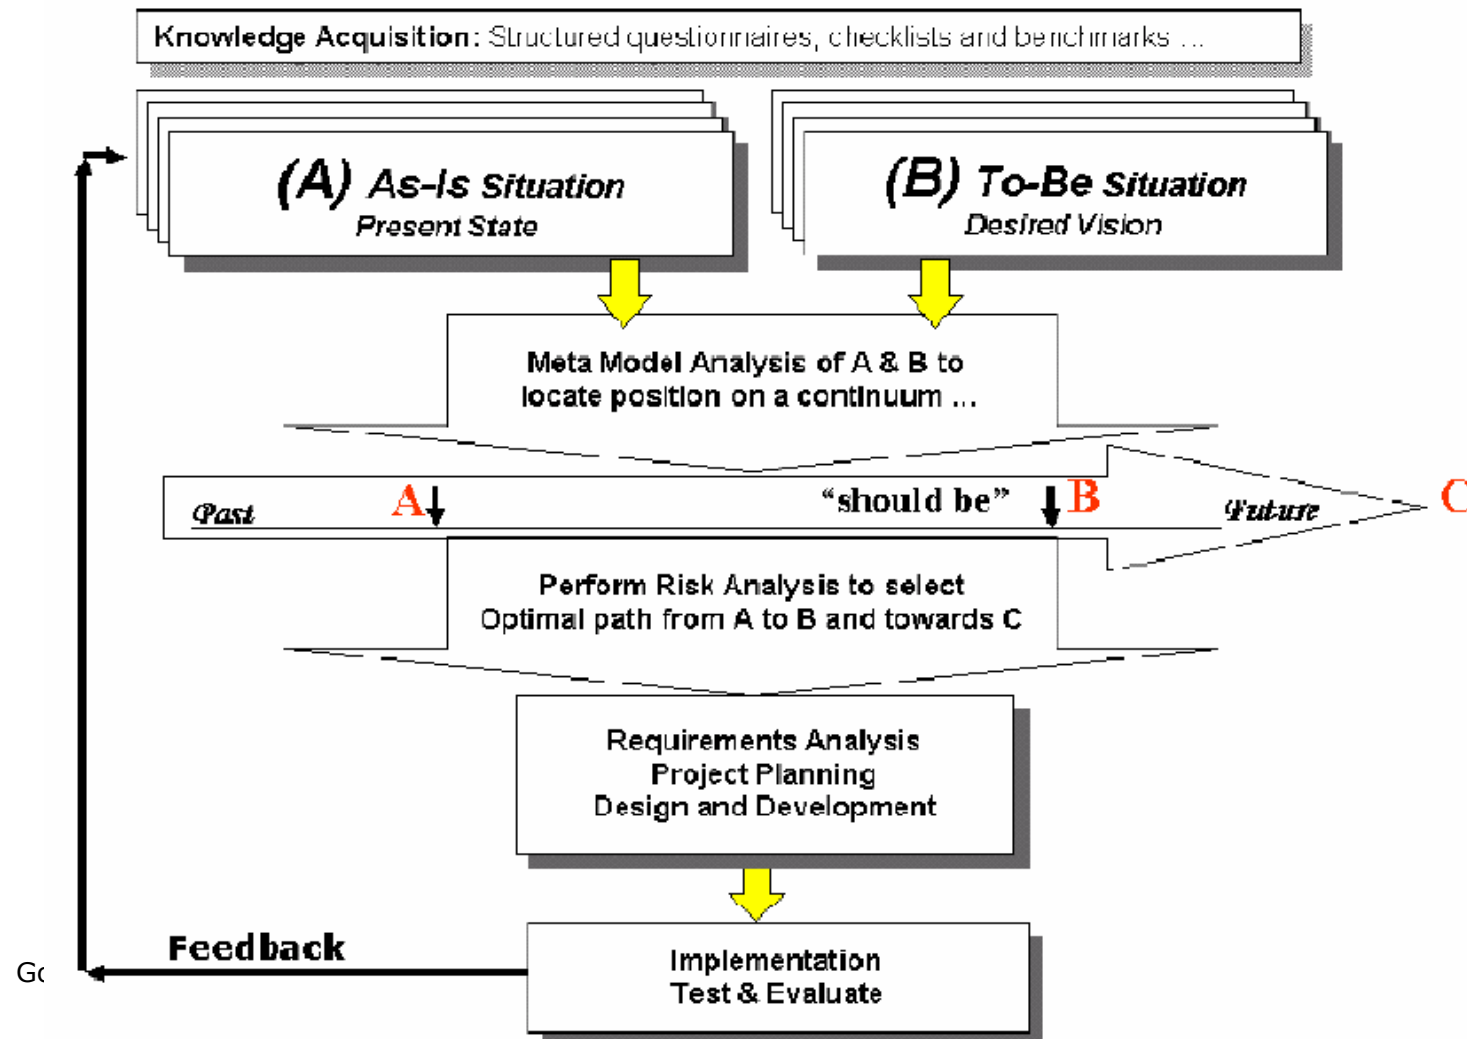 Knowledge Acquisition: Structured questionnaires, checklists and benchmarks ...
(A) As-Is Situation
Present State
(B) To-Be Situation
Desired Vision
Meta Model Analysis of A & B to
locate position on a continuum ...
Past A "should be" B Future C
Perform Risk Analysis to select
Optimal path from A to B and towards C
Requirements Analysis
Project Planning
Design and Development
Feedback
Implementation
Test & Evaluate